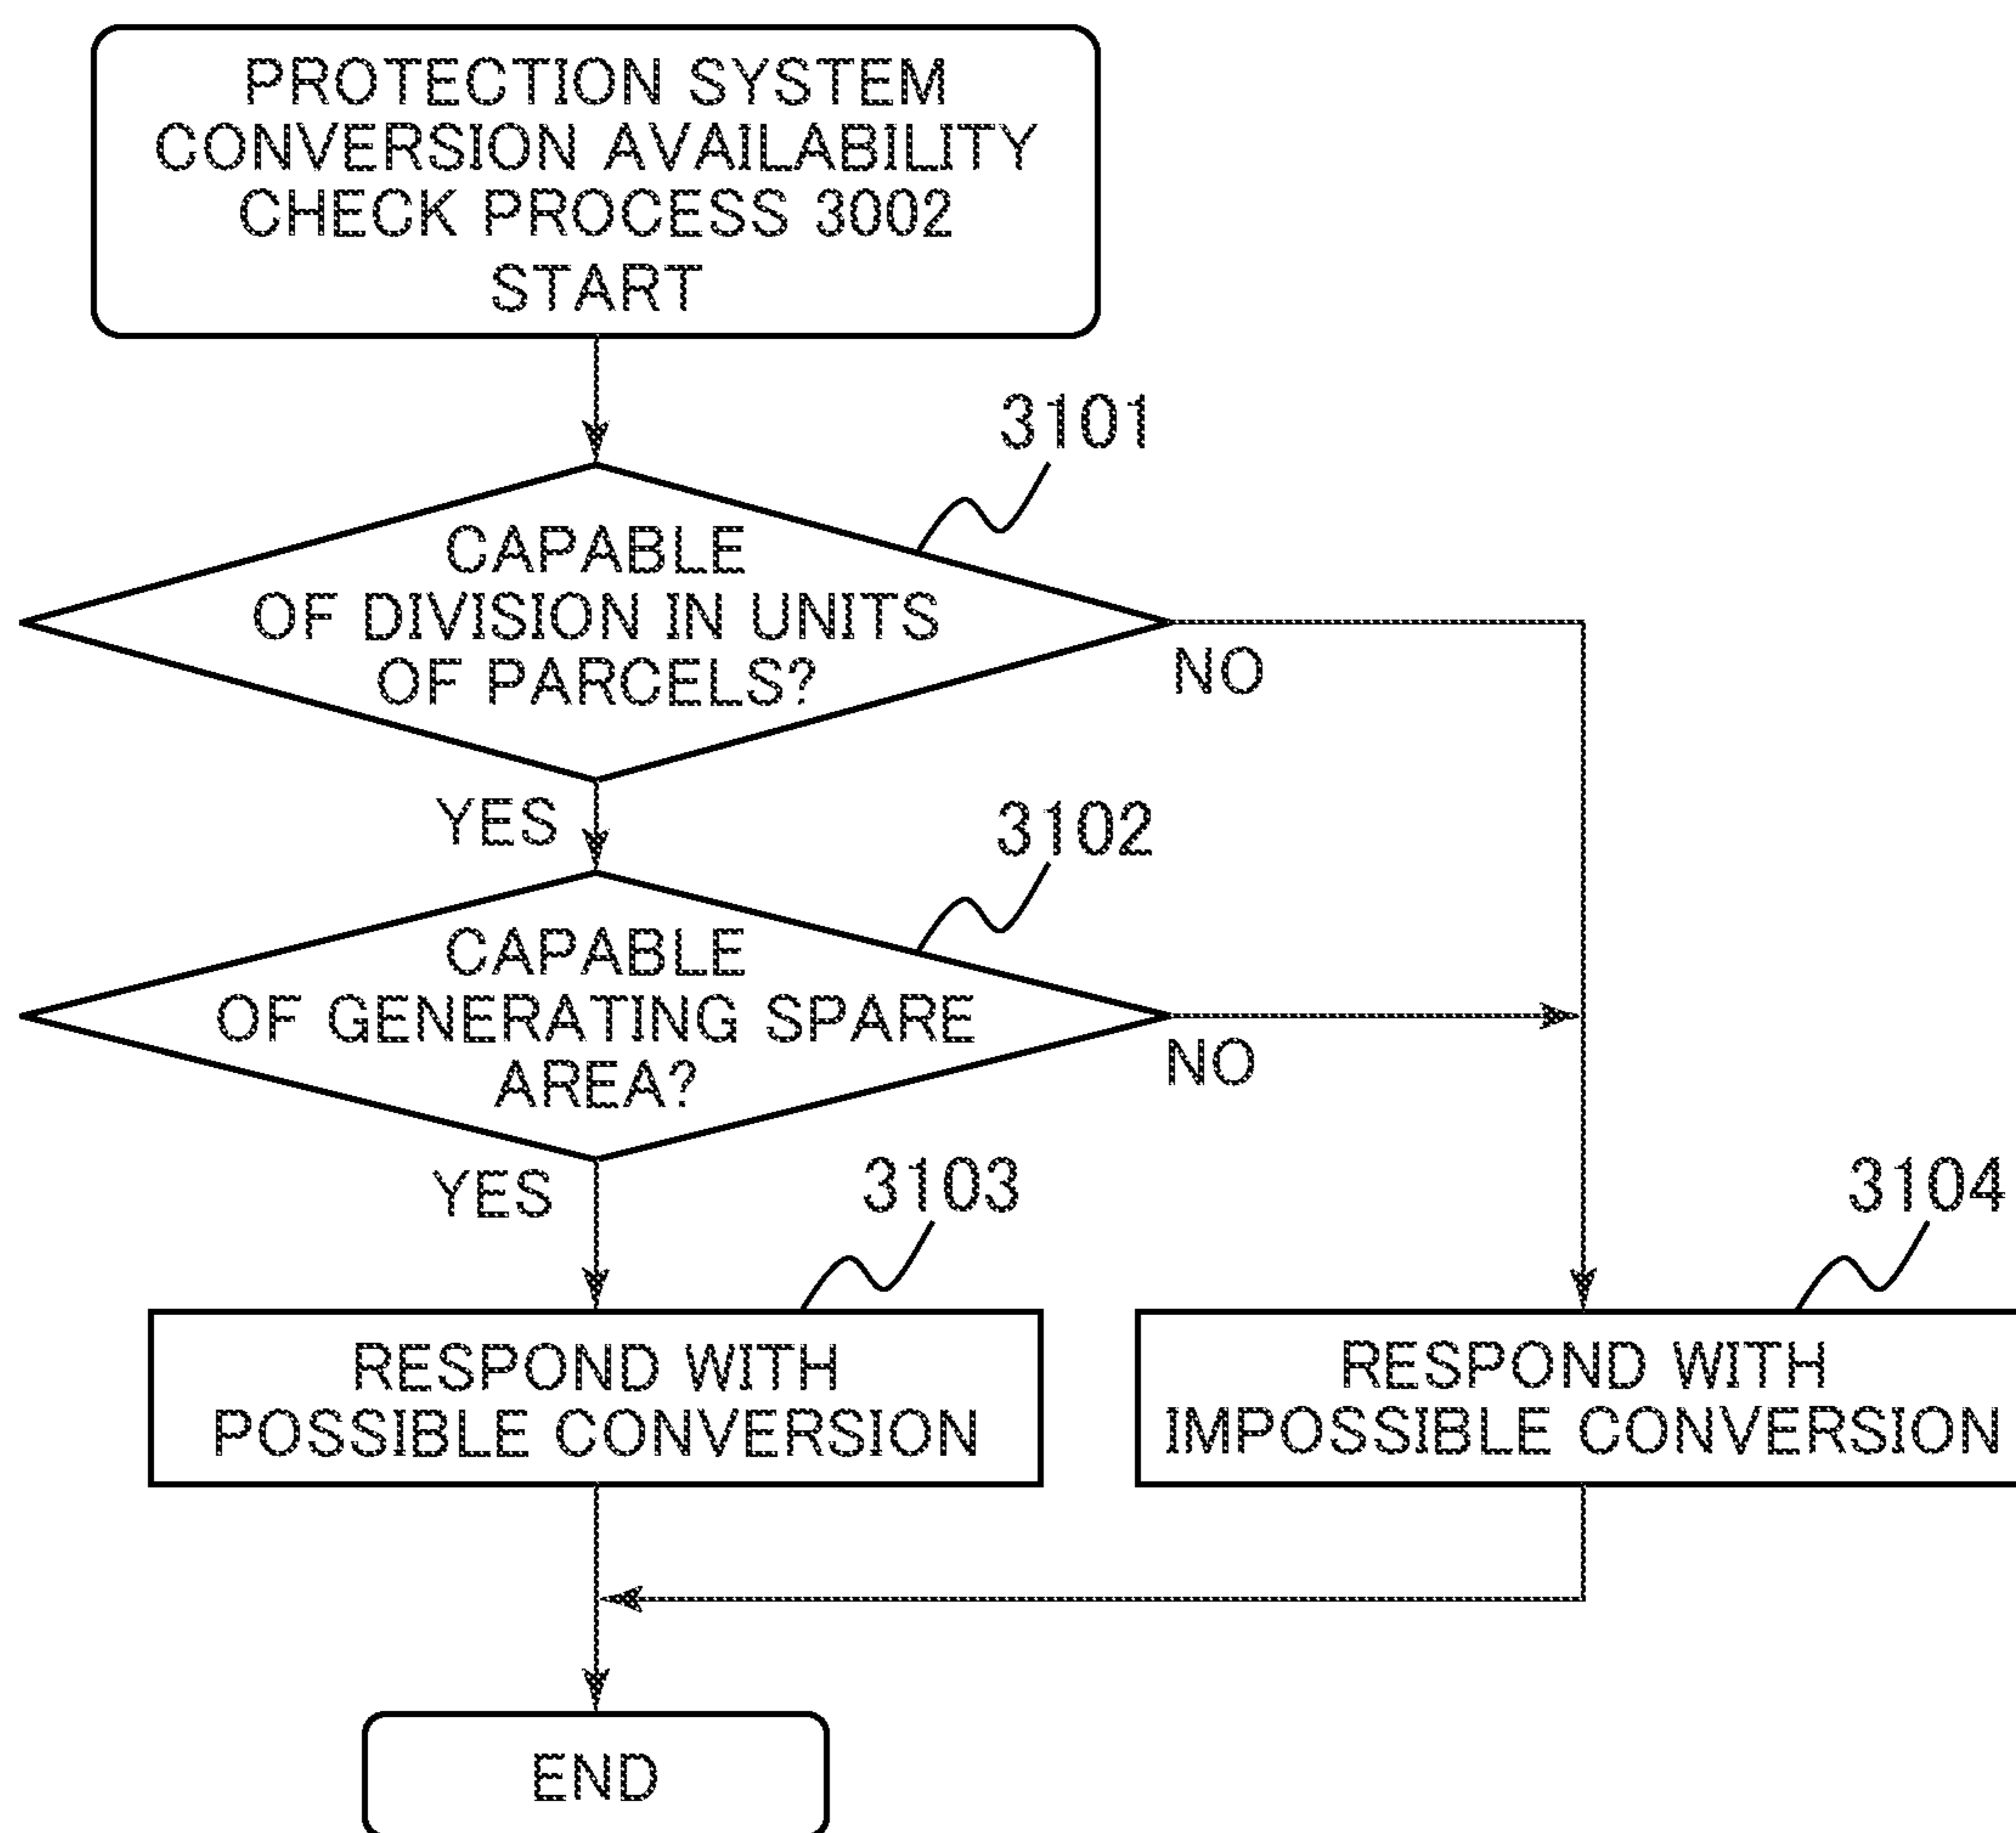 PROTECTION SYSTEM
CONVERSION AVAILABILITY
CHECK PROCESS 3002
START
3101
CAPABLE
OF DIVISION IN UNITS
OF PARCELS?
NO
YES
3102
CAPABLE
OF GENERATING SPARE
AREA?
NO
YES
3103
3104
RESPOND WITH
POSSIBLE CONVERSION
RESPOND WITH
IMPOSSIBLE CONVERSION
END